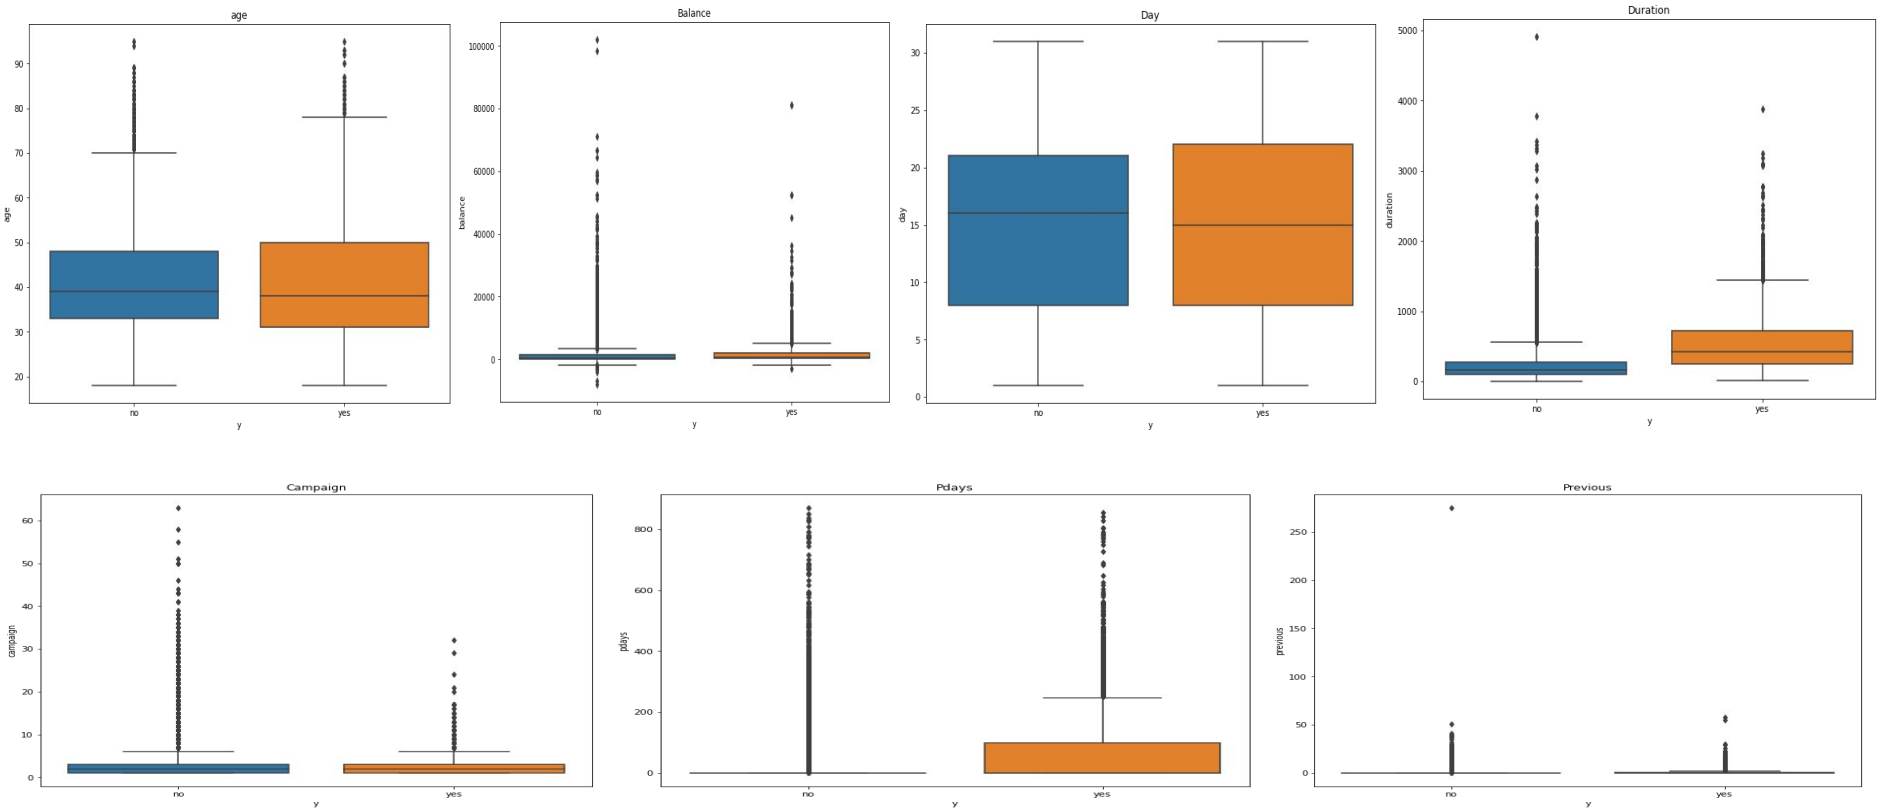 age
90
80
70
60
50
40
30
20
age
no
yes
y
Balance
100000
80000
60000
40000
20000
0
balance
no
yes
y
Day
30
25
20
15
10
5
0
day
no
yes
y
Duration
5000
4000
3000
2000
1000
0
duration
no
yes
y
Campaign
60
50
40
30
20
10
0
campaign
no
yes
y
Pdays
800
600
400
200
0
pdays
no
yes
y
Previous
250
200
150
100
50
0
previous
no
yes
y